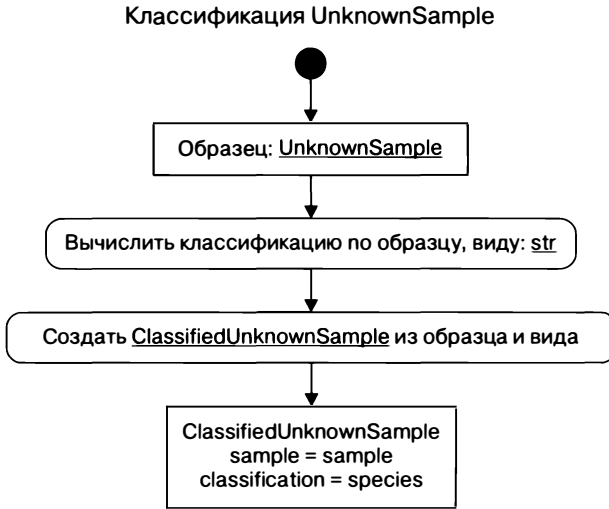 Классификация UnknownSample
Образец: UnknownSample
Вычислить классификацию по образцу, виду: str
Создать ClassifiedUnknownSample из образца и вида
ClassifiedUnknownSample
sample = sample
classification = species